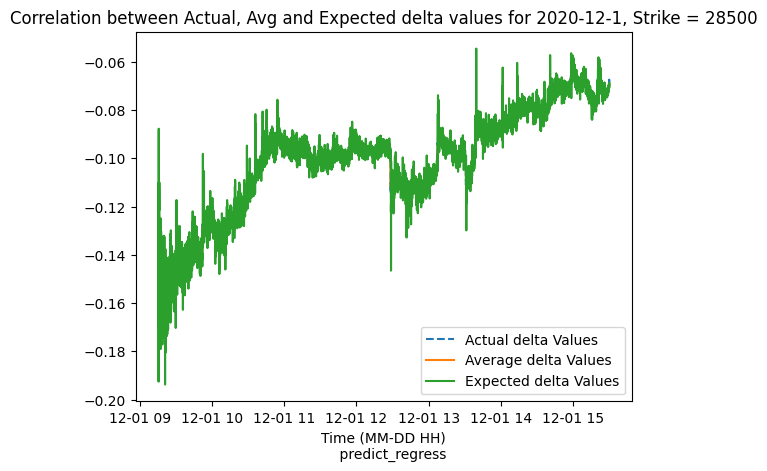 Correlation between Actual, Avg and Expected delta values for 2020-12-1, Strike = 28500
−0.06
−0.08
−0.10
−0.12
−0.14
−0.16
−0.18
−0.20
Actual delta Values
Average delta Values
Expected delta Values
12-01 09 12-01 10 12-01 11 12-01 12 12-01 13 12-01 14 12-01 15
Time (MM-DD HH)
predict_regress